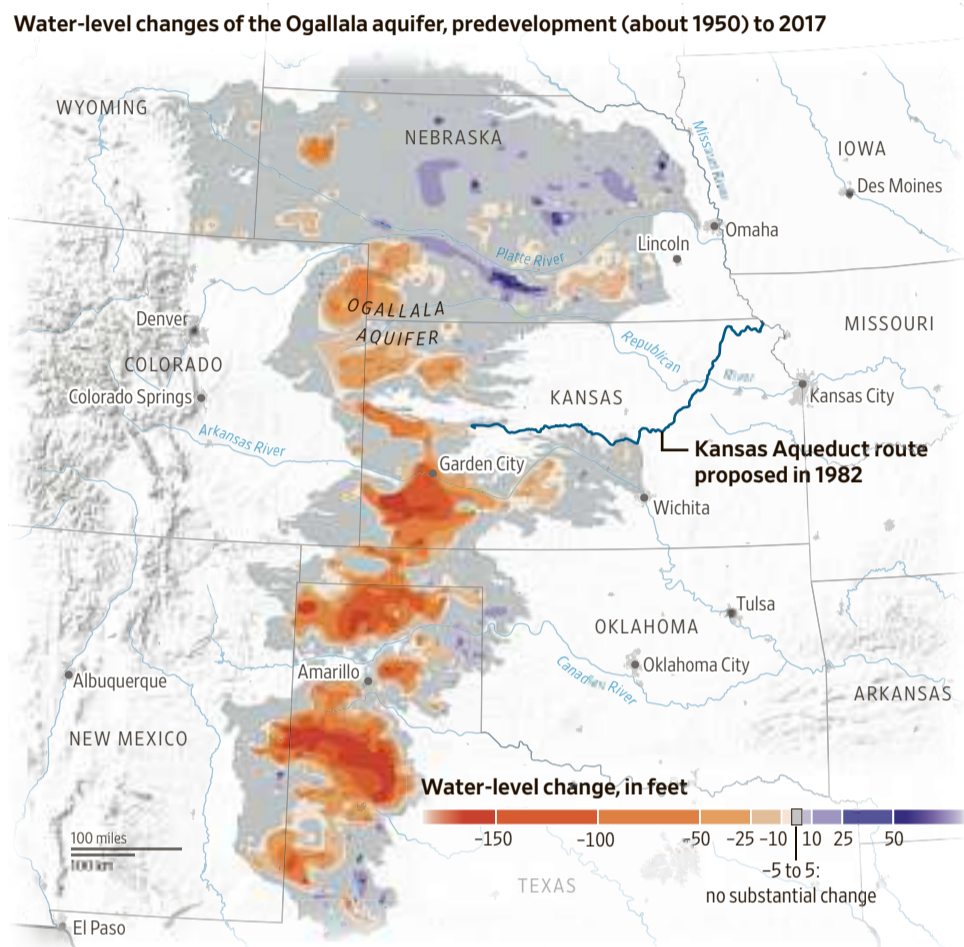 Water-level changes of the Ogallala aquifer, predevelopment (about 1950) to 2017
WYOMING
NEBRASKA
Missouri River
IOWA
Des Moines
Omaha
Lincoln
Platte River
OGALLALA
AQUIFER
Denver
COLORADO
Colorado Springs
Arkansas River
Republican
River
MISSOURI
KANSAS
Kansas City
Kansas Aqueduct route
proposed in 1982
Garden City
Wichita
Tulsa
OKLAHOMA
Oklahoma City
Canadian River
ARKANSAS
Amarillo
Albuquerque
NEW MEXICO
Water-level change, in feet
−150 −100 −50 −25 −10 10 25 50
−5 to 5:
no substantial change
100 miles
100 km
TEXAS
El Paso